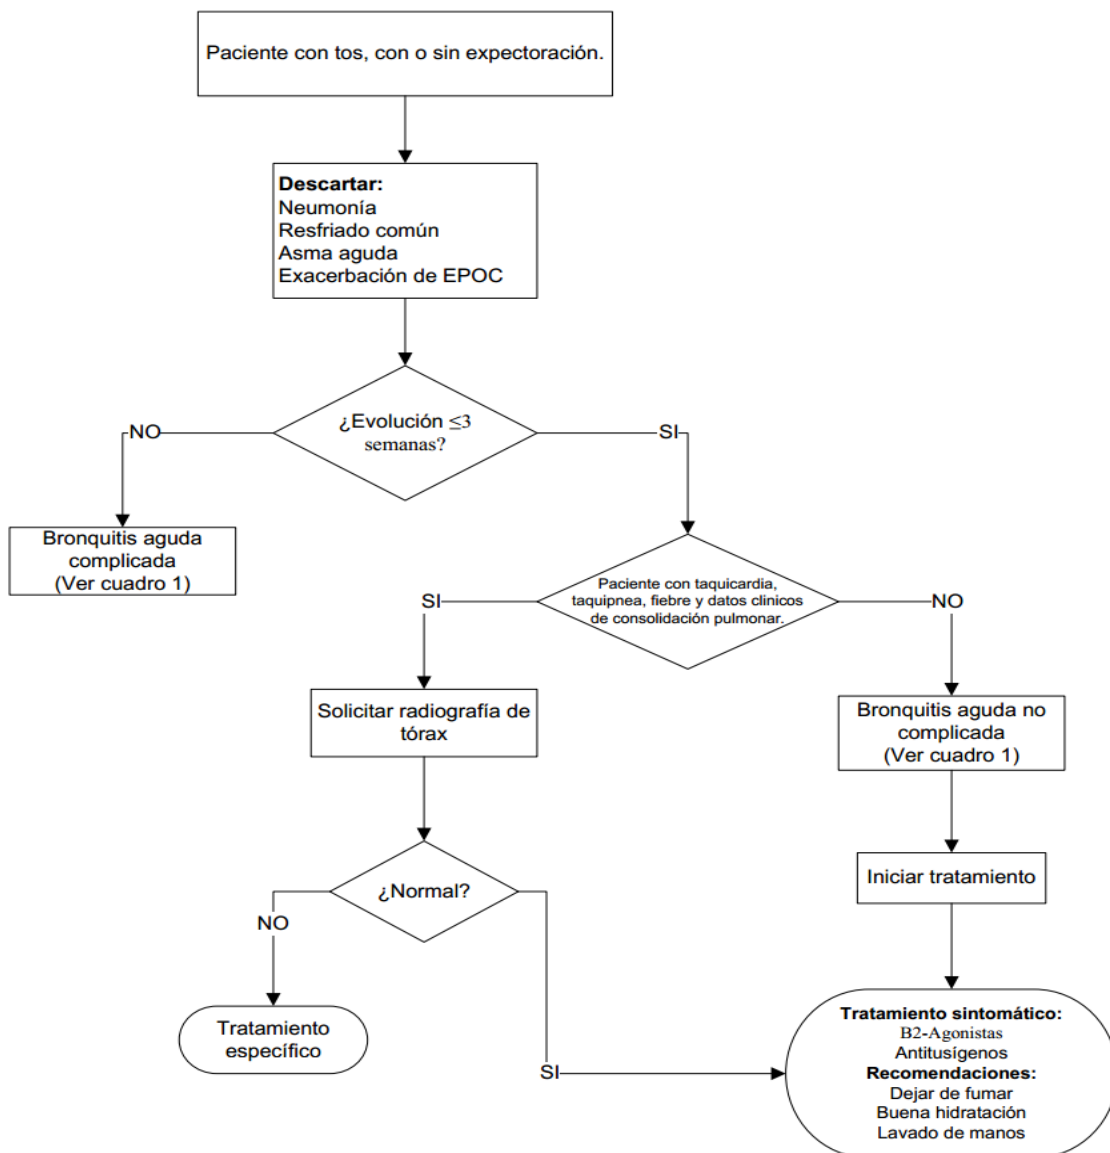 Paciente con tos, con o sin expectoración.
Descartar:
Neumonía
Resfriado común
Asma aguda
Exacerbación de EPOC
¿Evolución ≤3
semanas?
NO
SI
Bronquitis aguda
complicada
(Ver cuadro 1)
Paciente con taquicardia,
taquipnea, fiebre y datos clinicos
de consolidación pulmonar.
SI
NO
Solicitar radiografía de
tórax
Bronquitis aguda no
complicada
(Ver cuadro 1)
¿Normal?
Iniciar tratamiento
NO
SI
Tratamiento
específico
Tratamiento sintomático:
B2-Agonistas
Antitusígenos
Recomendaciones:
Dejar de fumar
Buena hidratación
Lavado de manos